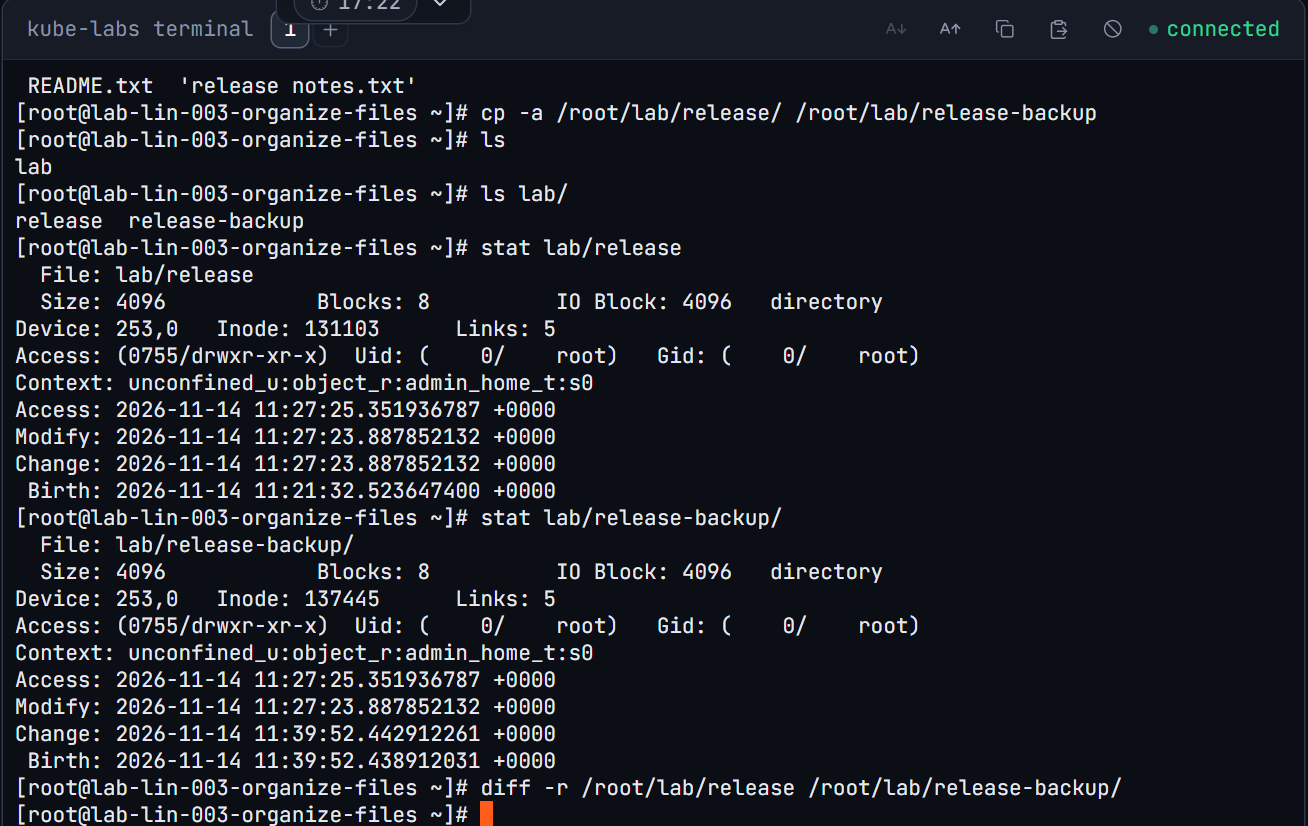 17:22
kube-labs terminal 1 + A↓ A↑ connected
README.txt  'release notes.txt'
[root@lab-lin-003-organize-files ~]# cp -a /root/lab/release/ /root/lab/release-backup
[root@lab-lin-003-organize-files ~]# ls
lab
[root@lab-lin-003-organize-files ~]# ls lab/
release  release-backup
[root@lab-lin-003-organize-files ~]# stat lab/release
  File: lab/release
  Size: 4096            Blocks: 8          IO Block: 4096   directory
Device: 253,0   Inode: 131103      Links: 5
Access: (0755/drwxr-xr-x)  Uid: (    0/    root)   Gid: (    0/    root)
Context: unconfined_u:object_r:admin_home_t:s0
Access: 2026-11-14 11:27:25.351936787 +0000
Modify: 2026-11-14 11:27:23.887852132 +0000
Change: 2026-11-14 11:27:23.887852132 +0000
 Birth: 2026-11-14 11:21:32.523647400 +0000
[root@lab-lin-003-organize-files ~]# stat lab/release-backup/
  File: lab/release-backup/
  Size: 4096            Blocks: 8          IO Block: 4096   directory
Device: 253,0   Inode: 137445      Links: 5
Access: (0755/drwxr-xr-x)  Uid: (    0/    root)   Gid: (    0/    root)
Context: unconfined_u:object_r:admin_home_t:s0
Access: 2026-11-14 11:27:25.351936787 +0000
Modify: 2026-11-14 11:27:23.887852132 +0000
Change: 2026-11-14 11:39:52.442912261 +0000
 Birth: 2026-11-14 11:39:52.438912031 +0000
[root@lab-lin-003-organize-files ~]# diff -r /root/lab/release /root/lab/release-backup/
[root@lab-lin-003-organize-files ~]#